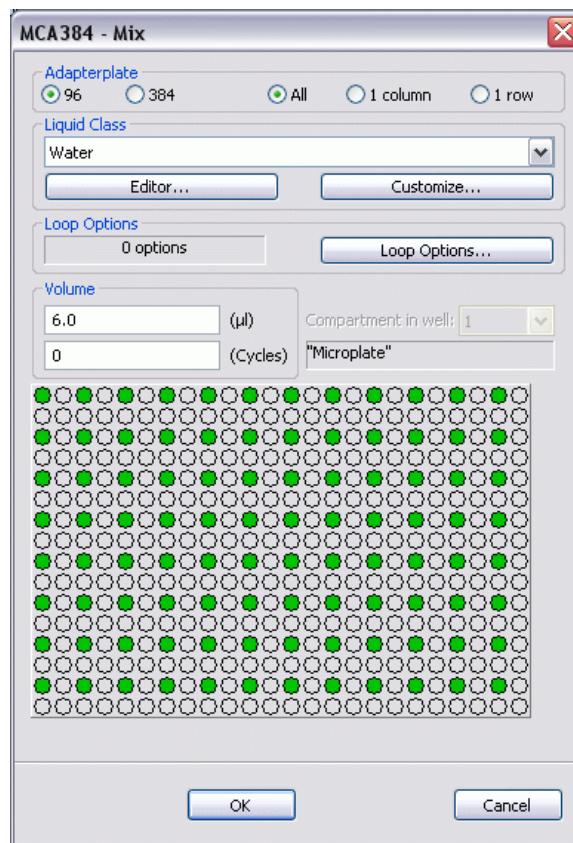 MCA384 - Mix
Adapterplate
96 384 All 1 column 1 row
Liquid Class
Water
Editor... Customize...
Loop Options
0 options Loop Options...
Volume
6.0 (µl) Compartment in well: 1
0 (Cycles) "Microplate"
OK Cancel